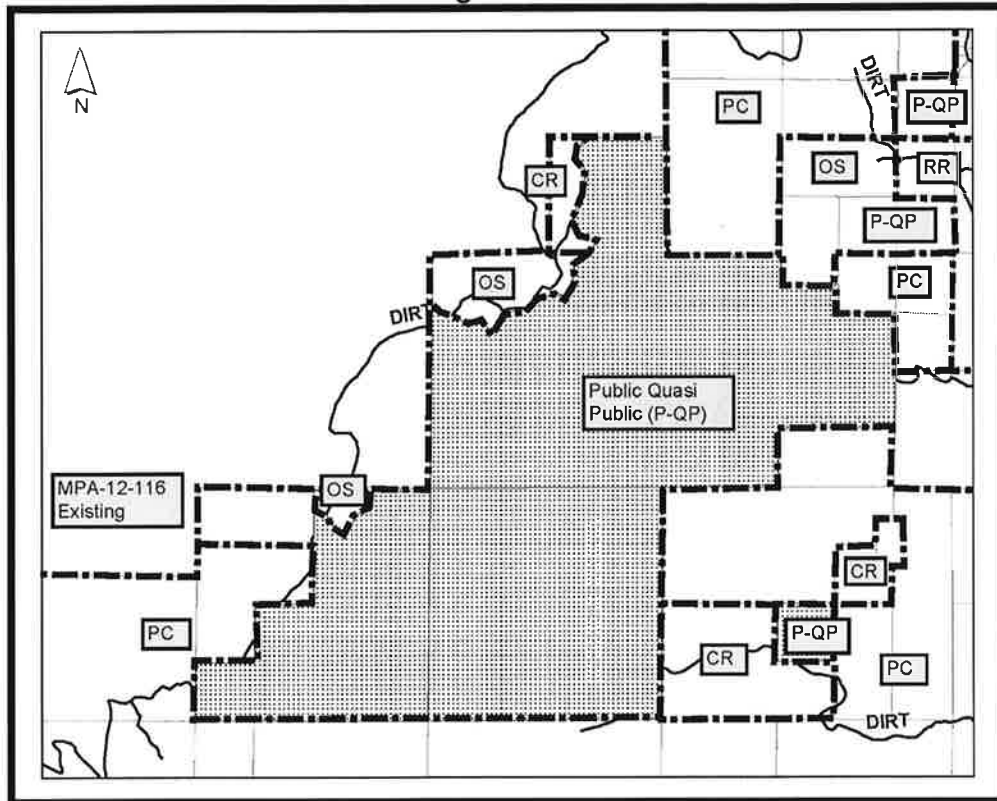 N
DIRT
PC
P-QP
CR
OS
RR
P-QP
OS
PC
DIRT
Public Quasi
Public (P-QP)
MPA-12-116
Existing
OS
CR
PC
P-QP
CR
PC
DIRT